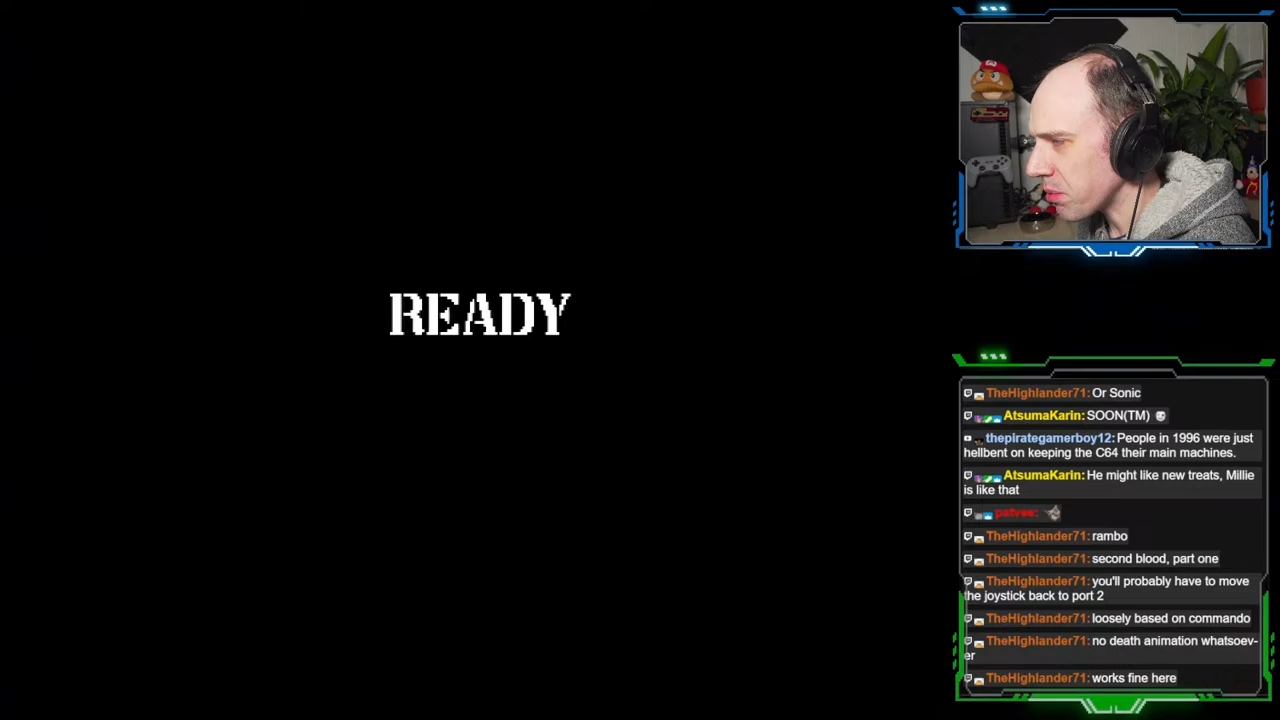 READY
TheHighlander71: Or Sonic
AtsumaKarin: SOON(TM)
thepirategamerboy12: People in 1996 were just
hellbent on keeping the C64 their main machines.
AtsumaKarin: He might like new treats, Millie
is like that
patvee:
TheHighlander71: rambo
TheHighlander71: second blood, part one
TheHighlander71: you'll probably have to move
the joystick back to port 2
TheHighlander71: loosely based on commando
TheHighlander71: no death animation whatsoev-
er
TheHighlander71: works fine here